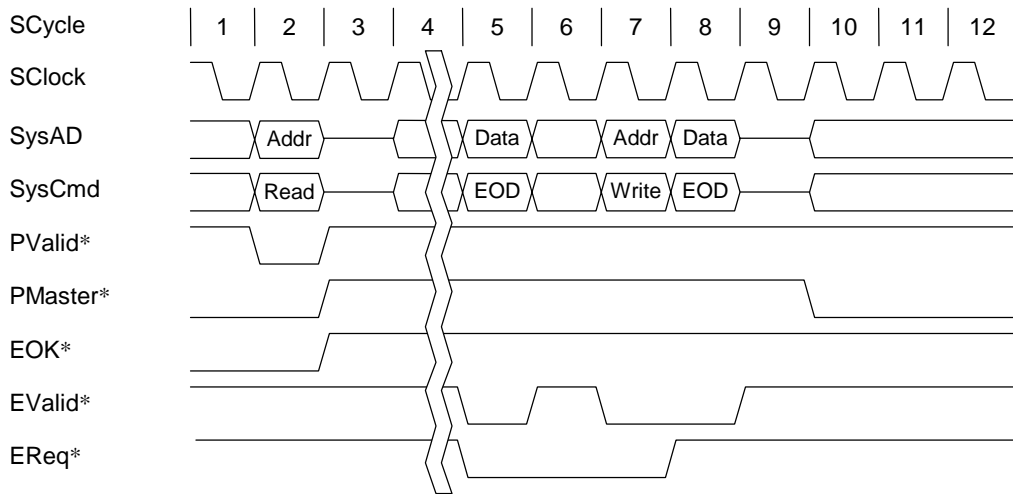 SCycle 1 2 3 4 5 6 7 8 9 10 11 12
SClock
SysAD Addr Data Addr Data
SysCmd Read EOD Write EOD
PValid*
PMaster*
EOK*
EValid*
EReq*